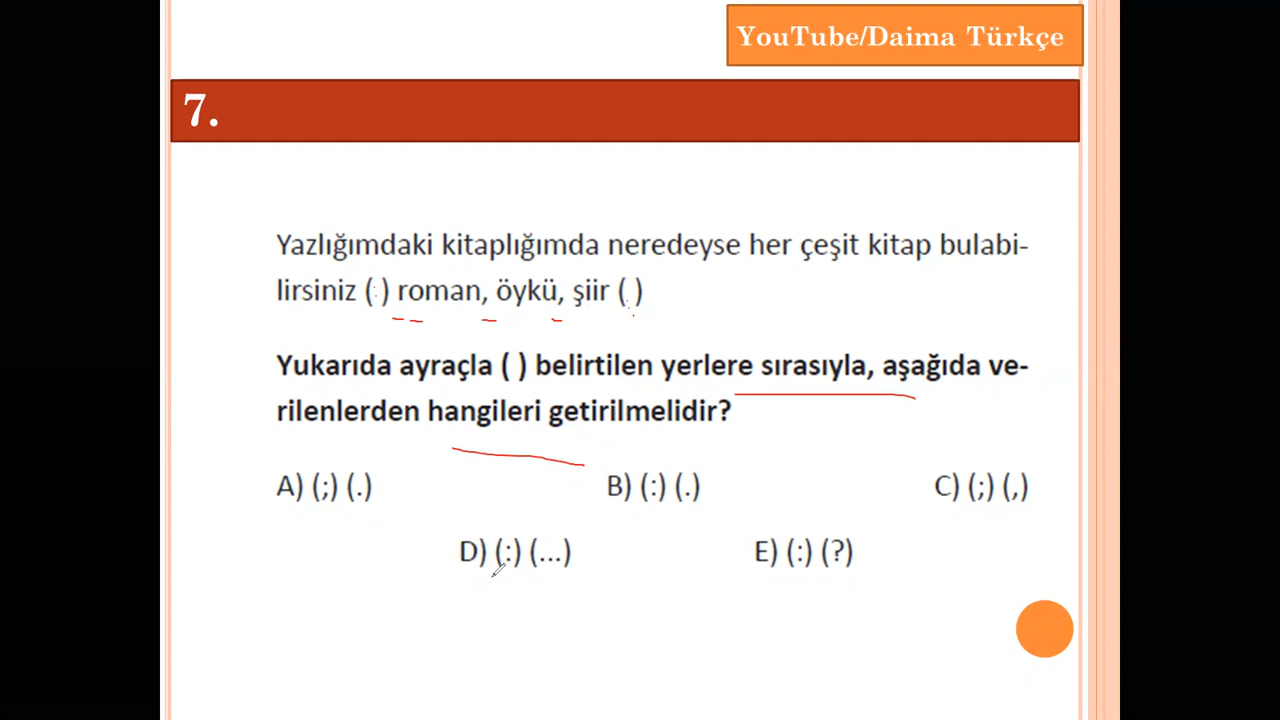 YouTube/Daima Türkçe
7.
Yazlığımdaki kitaplığımda neredeyse her çeşit kitap bulabi-
lirsiniz (:) roman, öykü, şiir ( )
Yukarıda ayraçla ( ) belirtilen yerlere sırasıyla, aşağıda ve-
rilenlerden hangileri getirilmelidir?
A) (;) (.) B) (:) (.) C) (;) (,)
D) (:) (...) E) (:) (?)